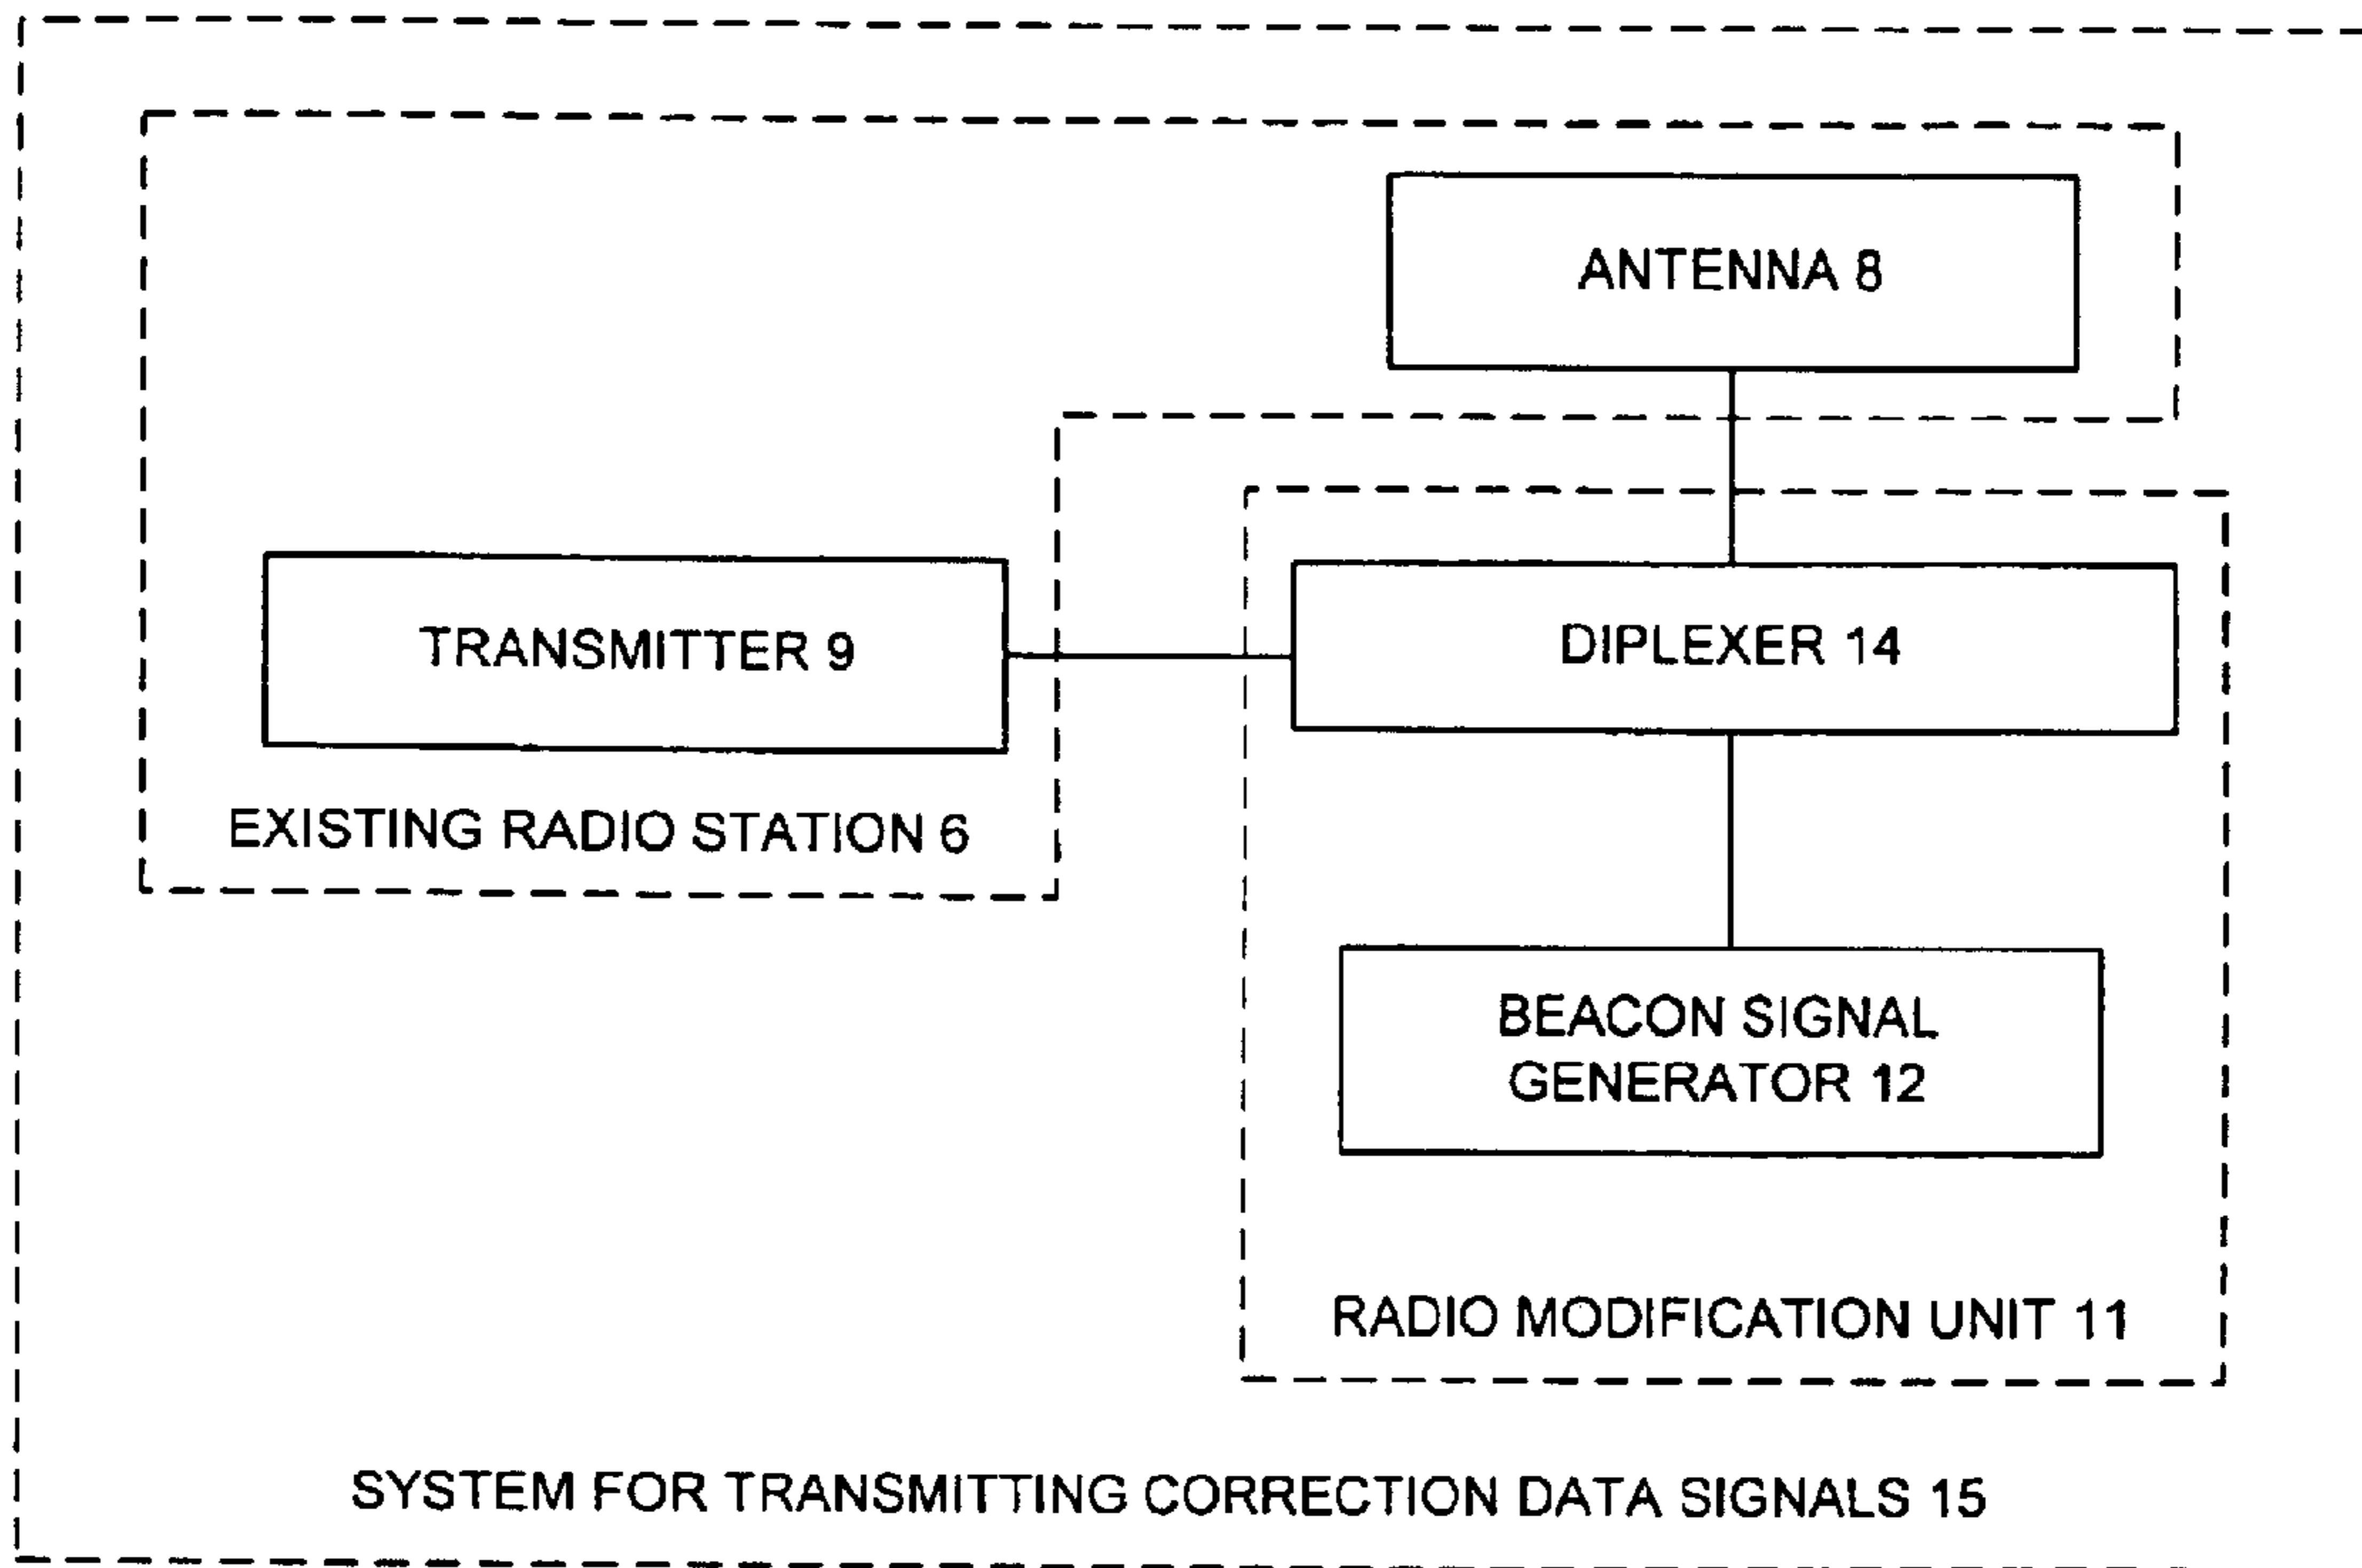 ANTENNA 8
TRANSMITTER 9
DIPLEXER 14
EXISTING RADIO STATION 6
BEACON SIGNAL
GENERATOR 12
RADIO MODIFICATION UNIT 11
SYSTEM FOR TRANSMITTING CORRECTION DATA SIGNALS 15